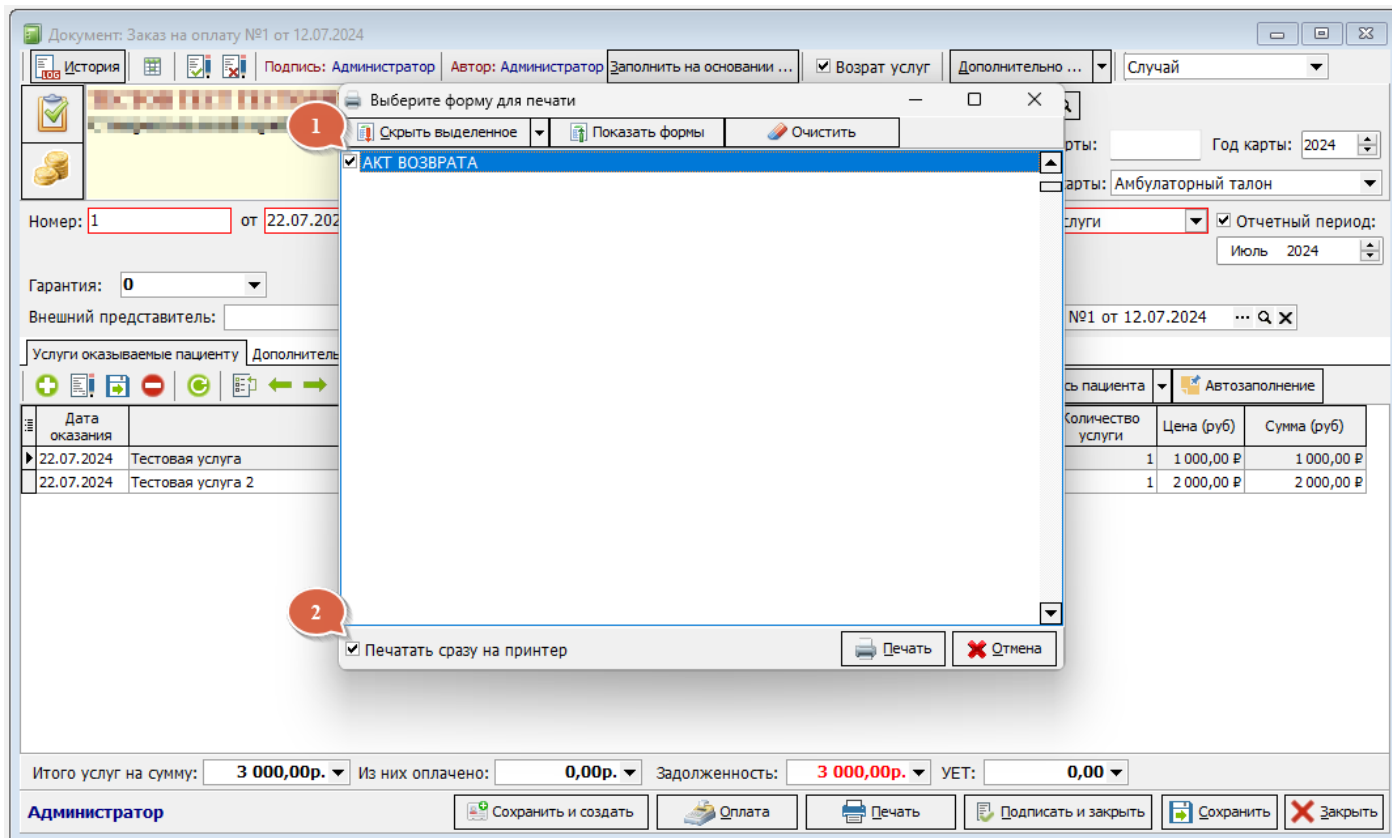 Документ: Заказ на оплату №1 от 12.07.2024
LOG История Подпись: Администратор Автор: Администратор Заполнить на основании ... Возрат услуг Дополнительно ... Случай
Выберите форму для печати
1
Скрыть выделенное Показать формы Очистить
рты: Год карты: 2024
АКТ ВОЗВРАТА
арты: Амбулаторный талон
Номер: 1 от 22.07.202 слуги Отчетный период:
Июль 2024
Гарантия: 0
Внешний представитель: №1 от 12.07.2024 ...
Услуги оказываемые пациенту Дополнитель
сь пациента Автозаполнение
Дата оказания Количество услуги Цена (руб) Сумма (руб)
22.07.2024 Тестовая услуга 1 1 000,00 ₽ 1 000,00 ₽
22.07.2024 Тестовая услуга 2 1 2 000,00 ₽ 2 000,00 ₽
2
Печатать сразу на принтер Печать Отмена
Итого услуг на сумму: 3 000,00р. Из них оплачено: 0,00р. Задолженность: 3 000,00р. УЕТ: 0,00
Администратор Сохранить и создать Оплата Печать Подписать и закрыть Сохранить Закрыть